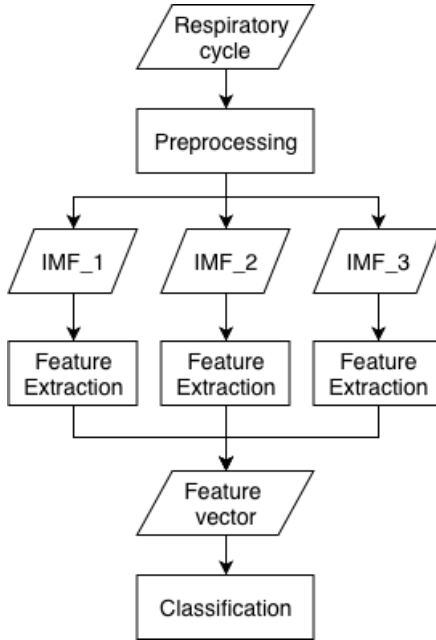 Respiratory
cycle
Preprocessing
IMF_1
IMF_2
IMF_3
Feature
Extraction
Feature
Extraction
Feature
Extraction
Feature
vector
Classification